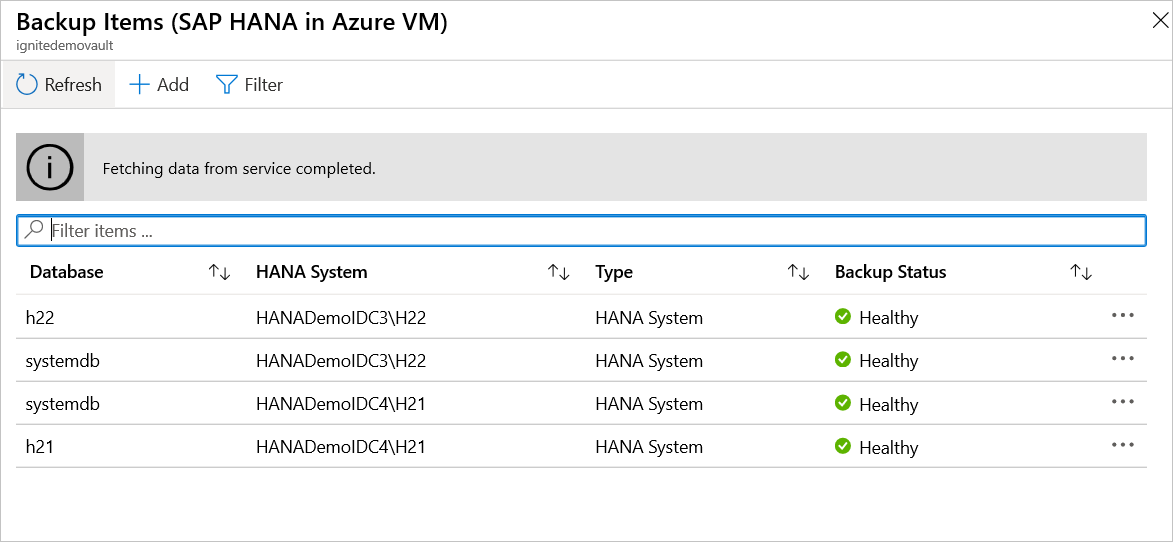 Backup Items (SAP HANA in Azure VM)
ignitedemovault
Refresh Add Filter
Fetching data from service completed.
Filter items ...
Database HANA System Type Backup Status
h22 HANADemoIDC3\H22 HANA System Healthy
systemdb HANADemoIDC3\H22 HANA System Healthy
systemdb HANADemoIDC4\H21 HANA System Healthy
h21 HANADemoIDC4\H21 HANA System Healthy